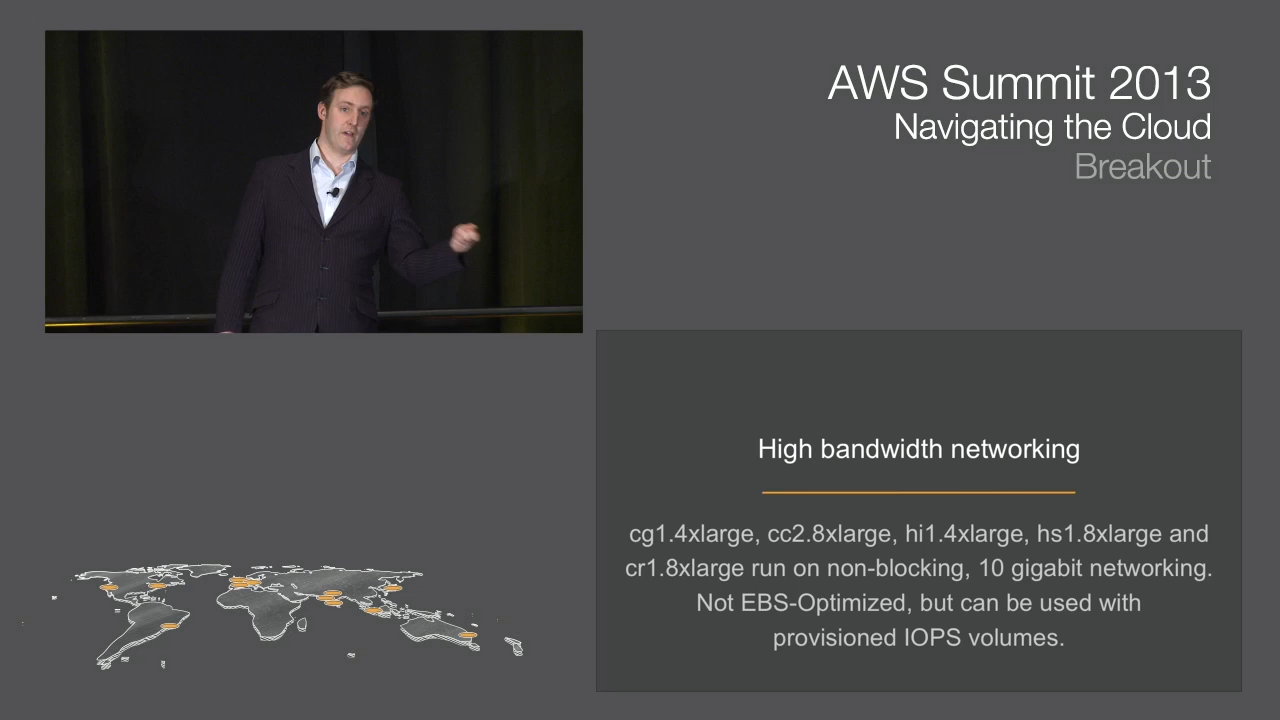 AWS Summit 2013
Navigating the Cloud
Breakout
High bandwidth networking
cg1.4xlarge, cc2.8xlarge, hi1.4xlarge, hs1.8xlarge and
cr1.8xlarge run on non-blocking, 10 gigabit networking.
Not EBS-Optimized, but can be used with
provisioned IOPS volumes.